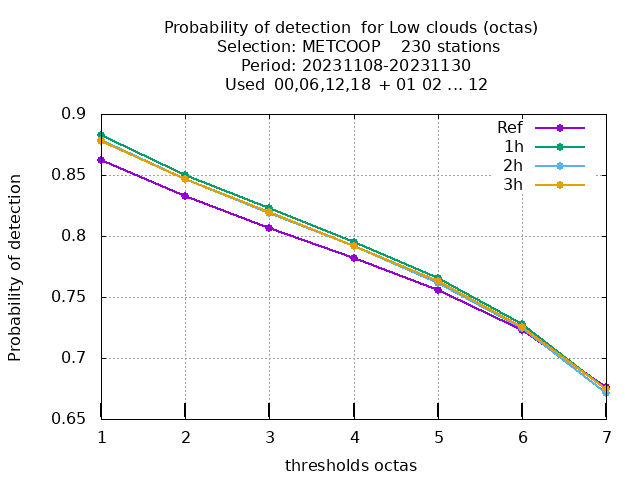 Probability of detection  for Low clouds (octas)
Selection: METCOOP    230 stations
Period: 20231108-20231130
Used  00,06,12,18 + 01 02 ... 12
0.9
0.85
0.8
0.75
0.7
0.65
Probability of detection
Ref
1h
2h
3h
1 2 3 4 5 6 7
thresholds octas